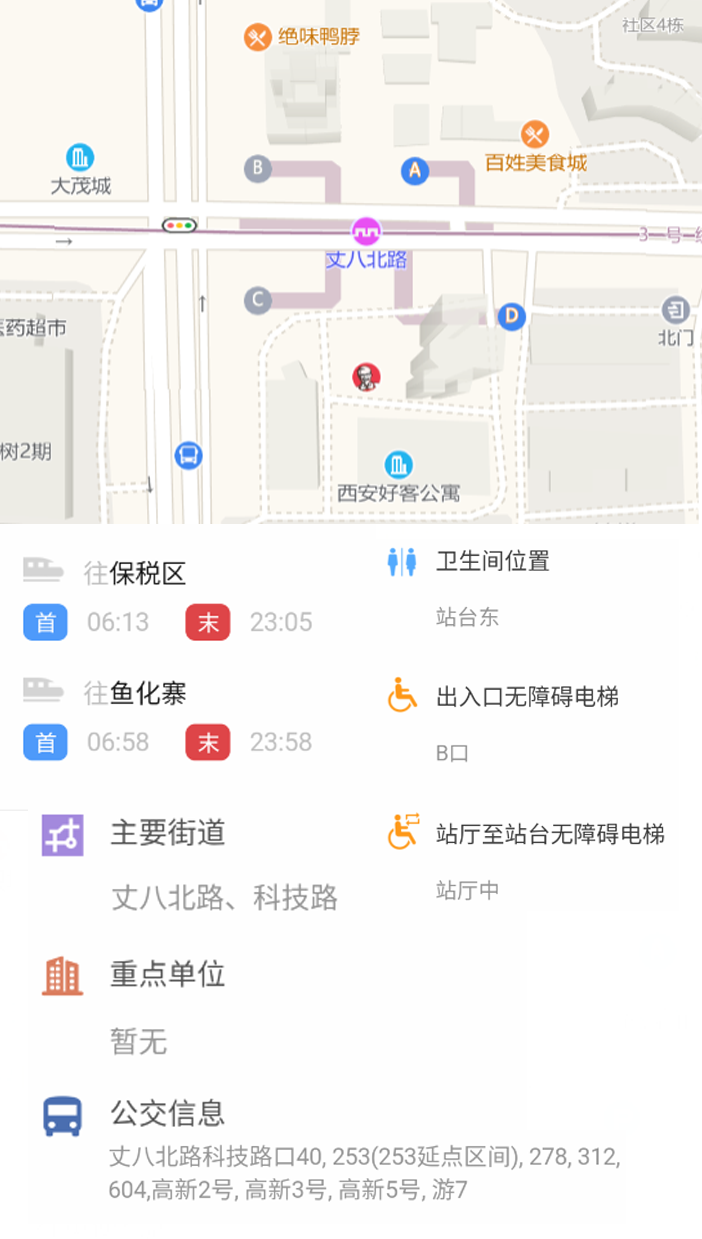 社区4栋
绝味鸭脖
百姓美食城
大茂城
B
A
丈八北路
C
D
北门
医药超市
树2期
西安好客公寓
往保税区
首 06:13 末 23:05
往鱼化寨
首 06:58 末 23:58
卫生间位置
站台东
出入口无障碍电梯
B口
站厅至站台无障碍电梯
站厅中
主要街道
丈八北路、科技路
重点单位
暂无
公交信息
丈八北路科技路口40, 253(253延点区间), 278, 312,
604,高新2号, 高新3号, 高新5号, 游7